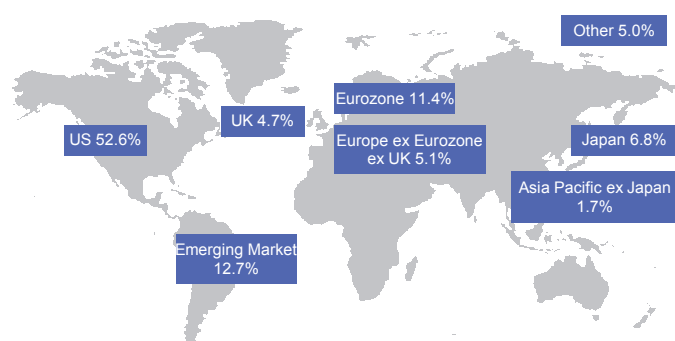 Other 5.0%
Eurozone 11.4%
UK 4.7%
US 52.6%
Europe ex Eurozone
ex UK 5.1%
Japan 6.8%
Asia Pacific ex Japan
1.7%
Emerging Market
12.7%